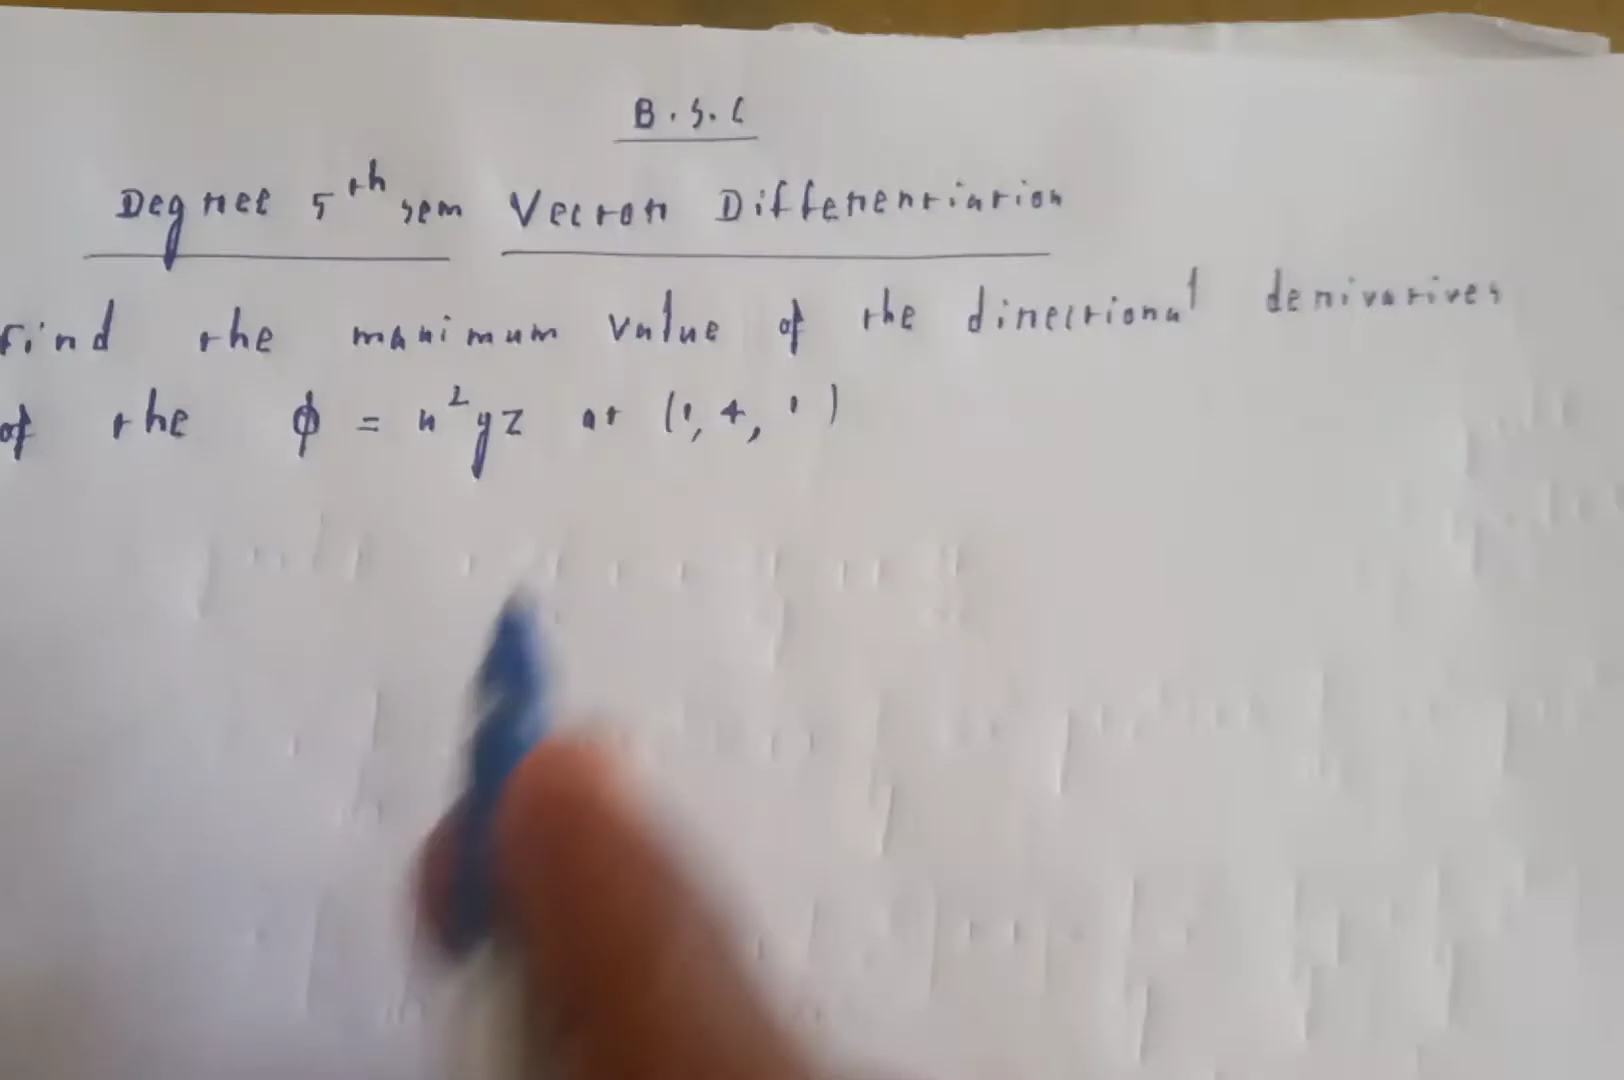 B.S.C
Degree 5th sem Vector Differentiation
Find the maximum value of the directional derivatives
of the ϕ = x²yz at (1, 4, 1)